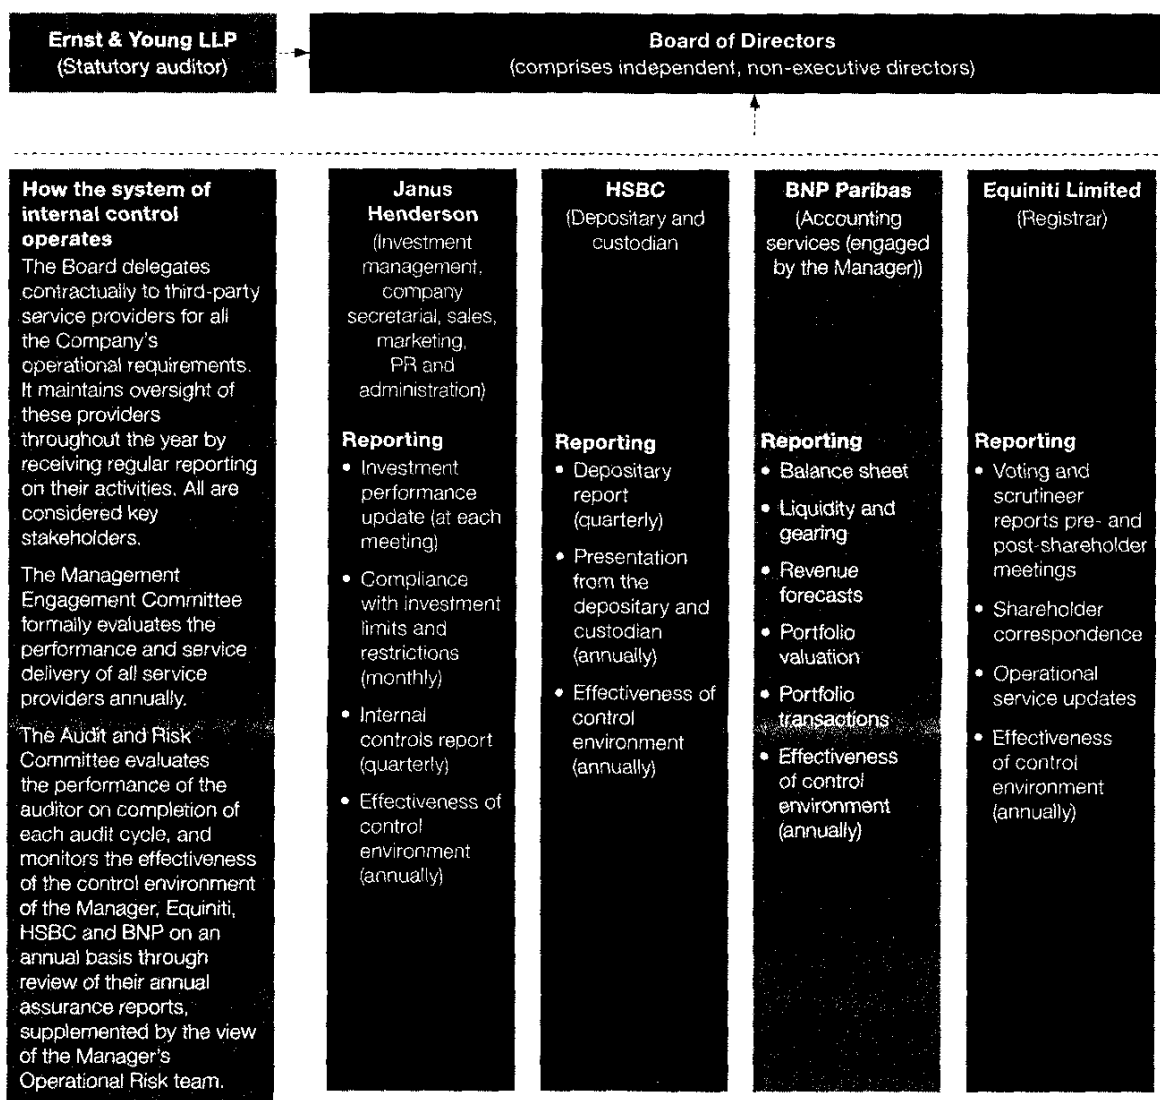 Ernst & Young LLP
(Statutory auditor)
Board of Directors
(comprises independent, non-executive directors)
How the system of
internal control
operates
The Board delegates
contractually to third-party
service providers for all
the Company's
operational requirements.
It maintains oversight of
these providers
throughout the year by
receiving regular reporting
on their activities. All are
considered key
stakeholders.
The Management
Engagement Committee
formally evaluates the
performance and service
delivery of all service
providers annually.
The Audit and Risk
Committee evaluates
the performance of the
auditor on completion of
each audit cycle, and
monitors the effectiveness
of the control environment
of the Manager, Equiniti,
HSBC and BNP on an
annual basis through
review of their annual
assurance reports,
supplemented by the view
of the Manager's
Operational Risk team.
Janus
Henderson
(Investment
management,
company
secretarial, sales,
marketing,
PR and
administration)
Reporting
• Investment
performance
update (at each
meeting)
• Compliance
with investment
limits and
restrictions
(monthly)
• Internal
controls report
(quarterly)
• Effectiveness of
control
environment
(annually)
HSBC
(Depositary and
custodian
Reporting
• Depositary
report
(quarterly)
• Presentation
from the
depositary and
custodian
(annually)
• Effectiveness of
control
environment
(annually)
BNP Paribas
(Accounting
services (engaged
by the Manager))
Reporting
• Balance sheet
• Liquidity and
gearing
• Revenue
forecasts
• Portfolio
valuation
• Portfolio
transactions
• Effectiveness
of control
environment
(annually)
Equiniti Limited
(Registrar)
Reporting
• Voting and
scrutineer
reports pre- and
post-shareholder
meetings
• Shareholder
correspondence
• Operational
service updates
• Effectiveness
of control
environment
(annually)